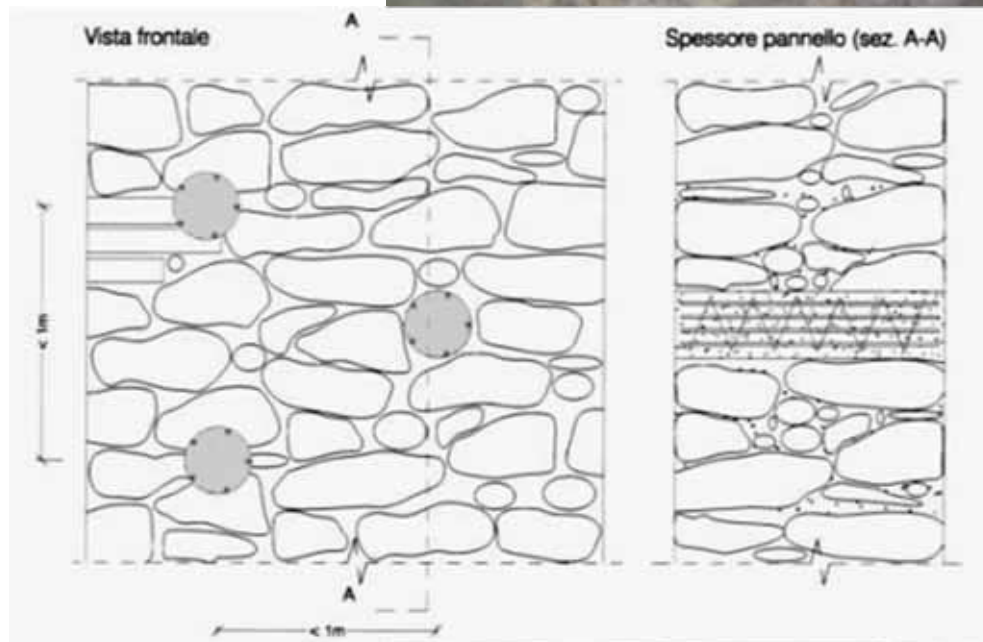 Vista frontale
A
Spessore pannello (sez. A-A)
< 1m
A
< 1m